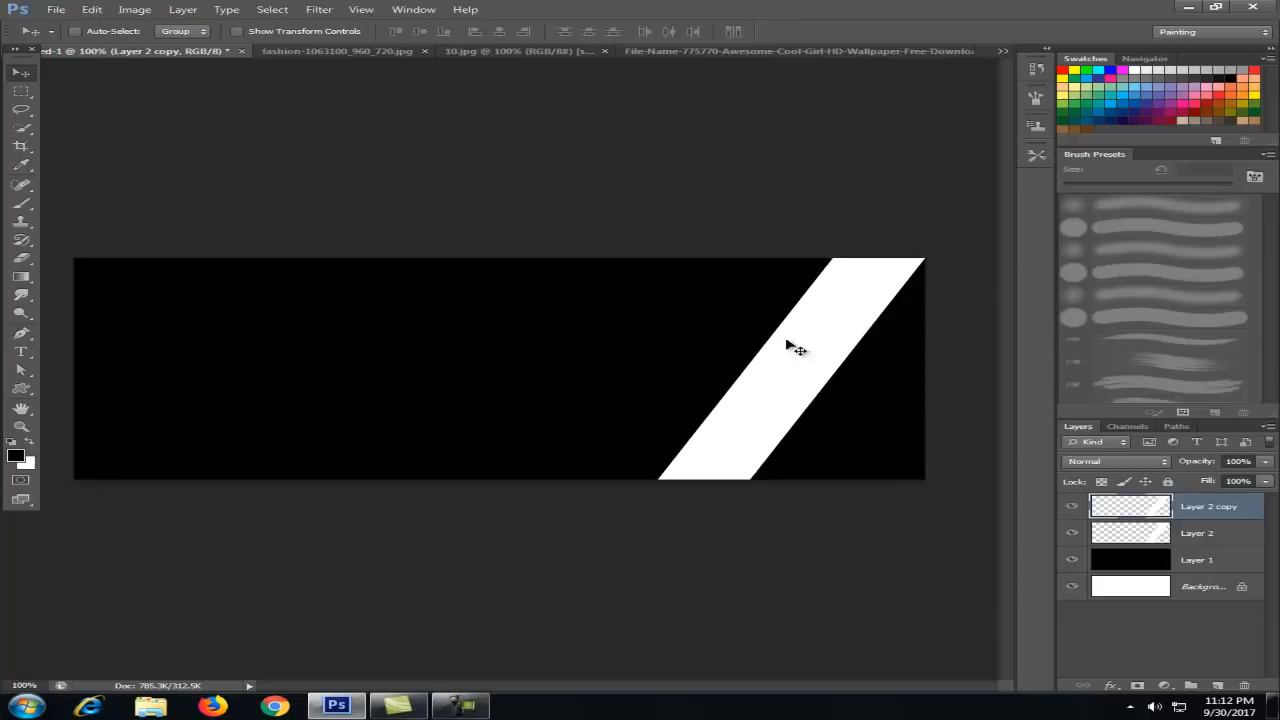 Ps File Edit Image Layer Type Select Filter View Window Help
Auto-Select: Group Show Transform Controls Painting
ed-1 @ 100% (Layer 2 copy, RGB/8) * × fashion-1063100_960_720.jpg × 10.jpg @ 100% (RGB/8#) [s... × File-Name-775770-Awesome-Cool-Girl-HD-Wallpaper-Free-Downlo... >>
Swatches Navigator
Brush Presets
Size:
Layers Channels Paths
Kind
Normal Opacity: 100%
Lock: Fill: 100%
Layer 2 copy
Layer 2
Layer 1
Backgro...
100% Doc: 785.3K/312.5K
Ps
11:12 PM
9/30/2017